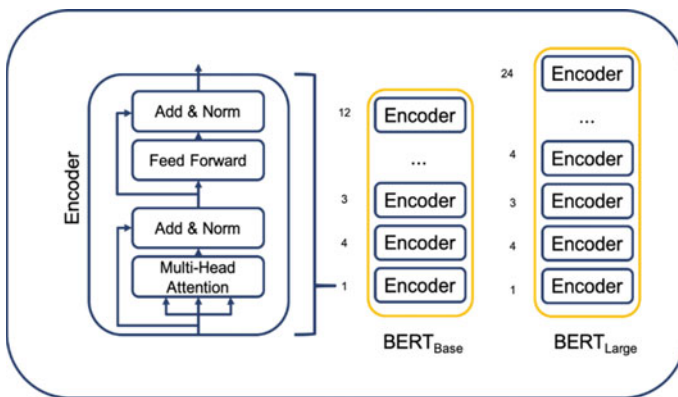 Encoder
Add & Norm
Feed Forward
Add & Norm
Multi-Head
Attention
12 Encoder
...
3 Encoder
4 Encoder
1 Encoder
BERTBase
24 Encoder
...
4 Encoder
3 Encoder
4 Encoder
1 Encoder
BERTLarge